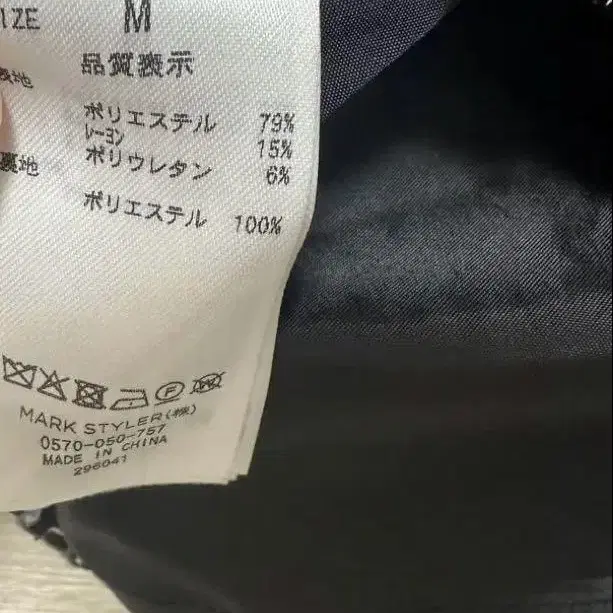 SIZE M
品質表示
表地
ポリエステル 79%
レーヨン 15%
ポリウレタン 6%
裏地
ポリエステル 100%
F W
MARK STYLER(株)
0570-050-757
MADE IN CHINA
296041